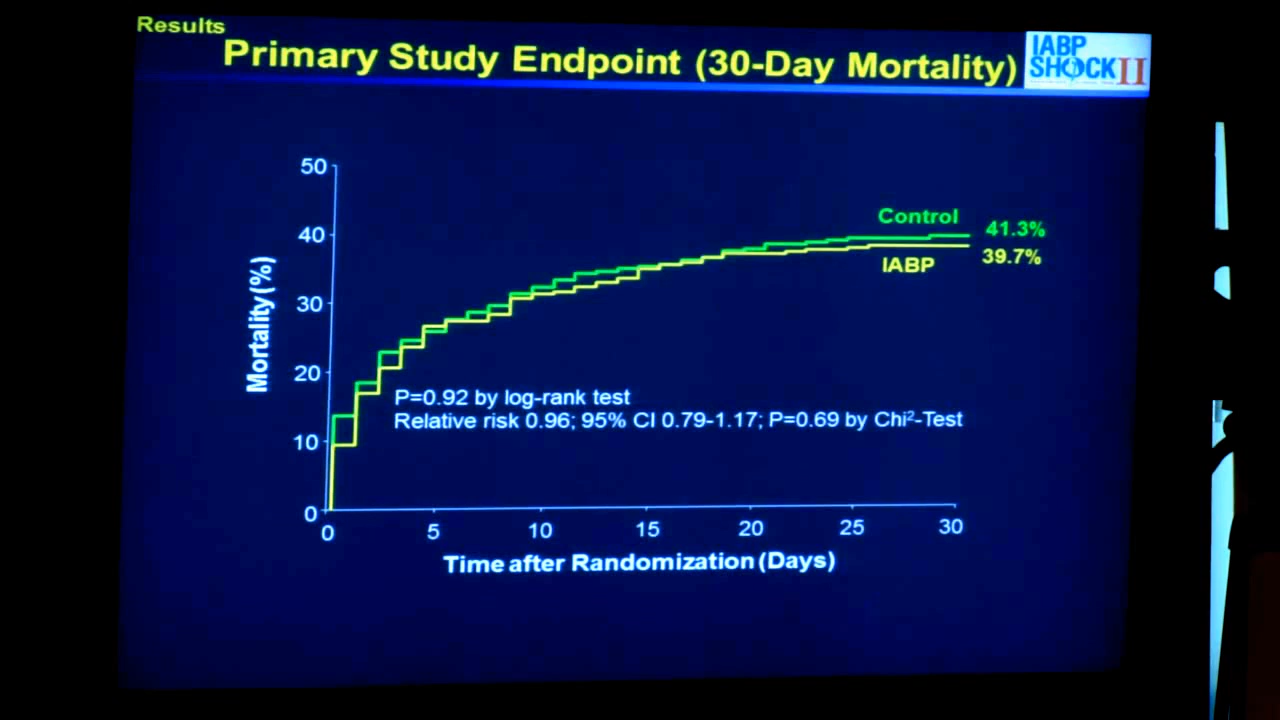 Results
Primary Study Endpoint (30-Day Mortality)
IABP
SHOCK II
50
40
30
20
10
0
Mortality (%)
Control
41.3%
39.7%
IABP
P=0.92 by log-rank test
Relative risk 0.96; 95% CI 0.79-1.17; P=0.69 by Chi²-Test
0 5 10 15 20 25 30
Time after Randomization (Days)